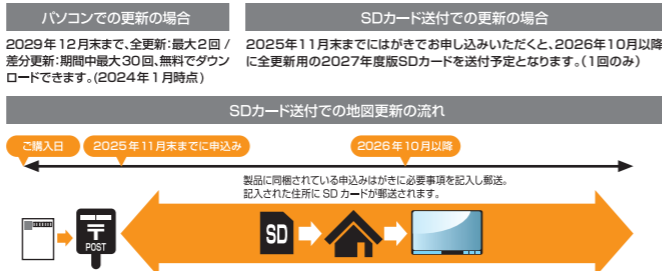 パソコンでの更新の場合
2029年12月末まで、全更新:最大2回 /
差分更新:期間中最大30回、無料でダウン
ロードできます。(2024年1月時点)
SDカード送付での更新の場合
2025年11月末までにはがきでお申し込みいただくと、2026年10月以降
に全更新用の2027年度版SDカードを送付予定となります。(1回のみ)
SDカード送付での地図更新の流れ
ご購入日
2025年11月末までに申込み
2026年10月以降
製品に同梱されている申込みはがきに必要事項を記入し郵送。
記入された住所に SD カードが郵送されます。
〒
POST
SD